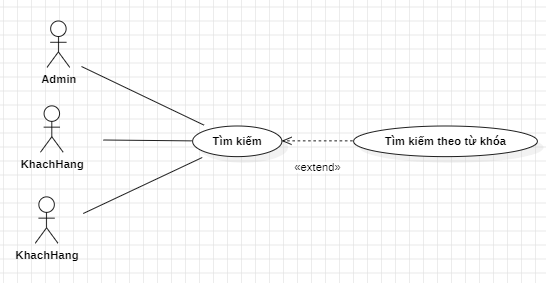 Admin
KhachHang
KhachHang
Tìm kiếm
«extend»
Tìm kiếm theo từ khóa